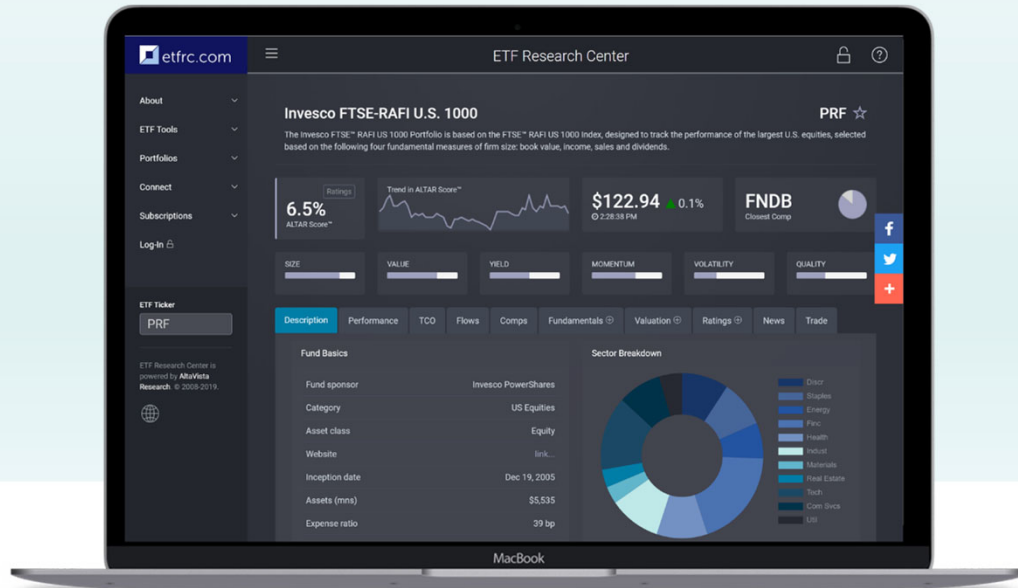 etfrc.com
ETF Research Center
About
ETF Tools
Portfolios
Connect
Subscriptions
Log-In
ETF Ticker
PRF
ETF Research Center is
powered by AltaVista
Research © 2008-2019.
Invesco FTSE-RAFI U.S. 1000
PRF
The Invesco FTSE™ RAFI US 1000 Portfolio is based on the FTSE™ RAFI US 1000 Index, designed to track the performance of the largest U.S. equities, selected
based on the following four fundamental measures of firm size: book value, income, sales and dividends.
Ratings
6.5%
ALTAR Score™
Trend in ALTAR Score™
$122.94 ▲ 0.1%
2:28:38 PM
FNDB
Closest Comp
SIZE
VALUE
YIELD
MOMENTUM
VOLATILITY
QUALITY
Description Performance TCO Flows Comps Fundamentals Valuation Ratings News Trade
Fund Basics
Fund sponsor Invesco PowerShares
Category US Equities
Asset class Equity
Website link...
Inception date Dec 19, 2005
Assets (mns) $5,535
Expense ratio 39 bp
Sector Breakdown
Discr
Staples
Energy
Finc
Health
Indust
Materials
Real Estate
Tech
Com Svcs
Util
MacBook